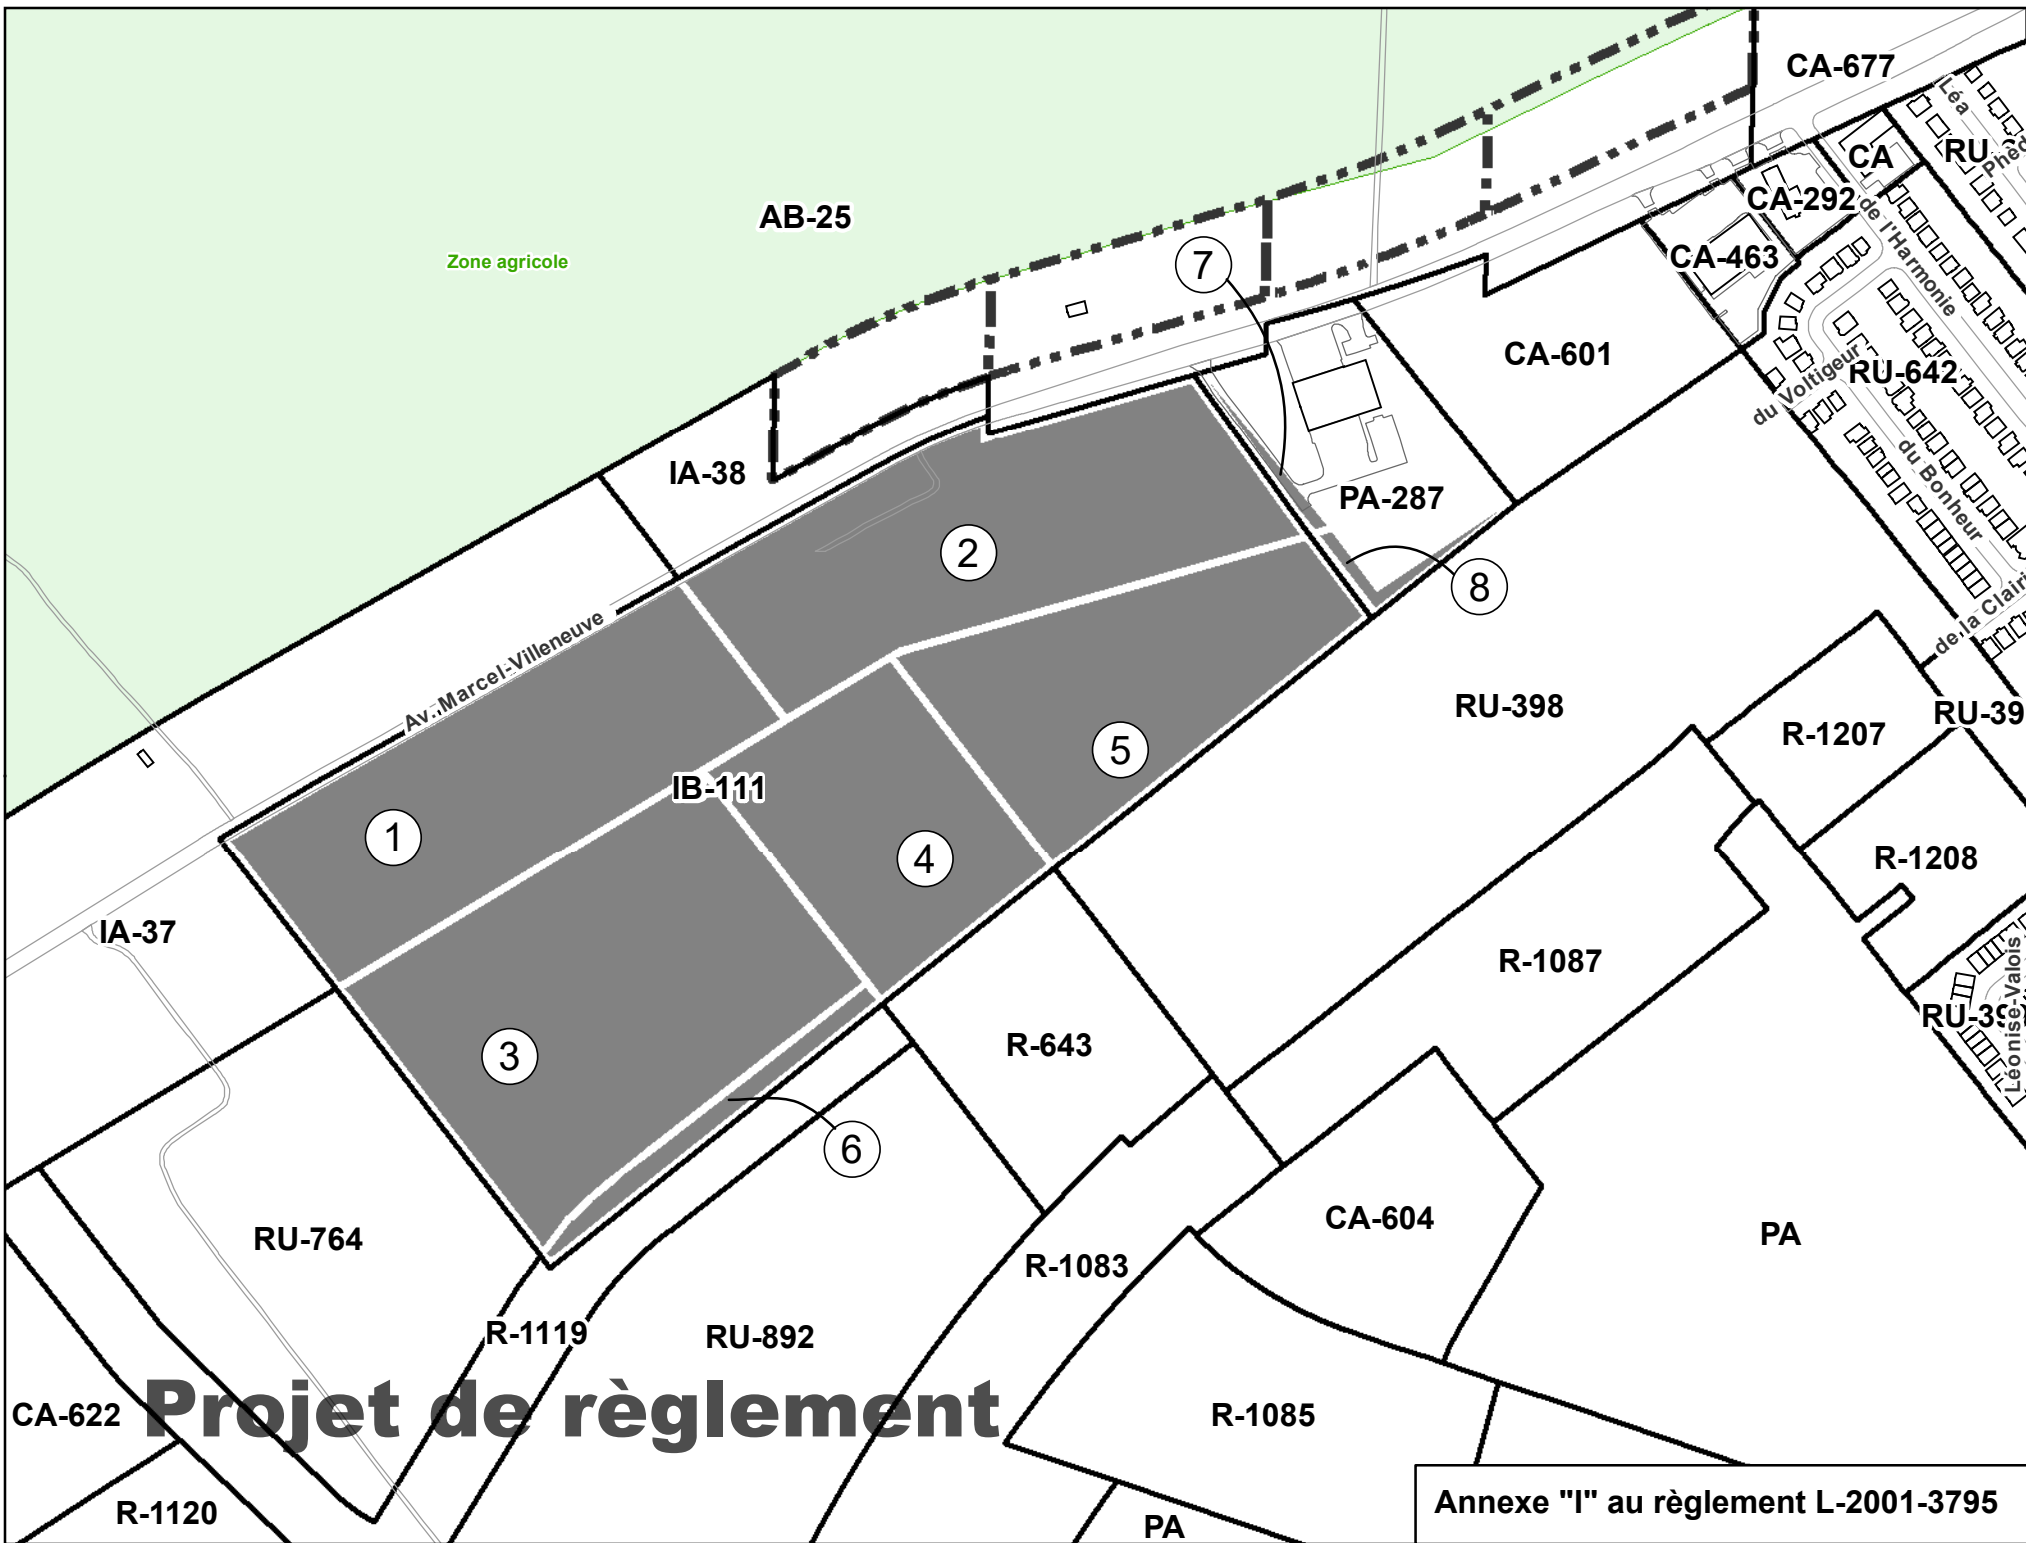 CA-677
Léa
CA
RU-
AB-25
CA-292
de l'Harmonie
Zone agricole
7
CA-463
CA-601
RU-642
du Voltigeur
IA-38
du Bonheur
PA-287
2
8
de la Clairi
Av. Marcel-Villeneuve
RU-398
RU-39
R-1207
5
IB-111
1
4
R-1208
IA-37
R-1087
Léonise-Valois
RU-39
R-643
3
6
CA-604
RU-764
PA
R-1083
R-1119
RU-892
Projet de règlement
CA-622
R-1085
Annexe "I" au règlement L-2001-3795
R-1120
PA